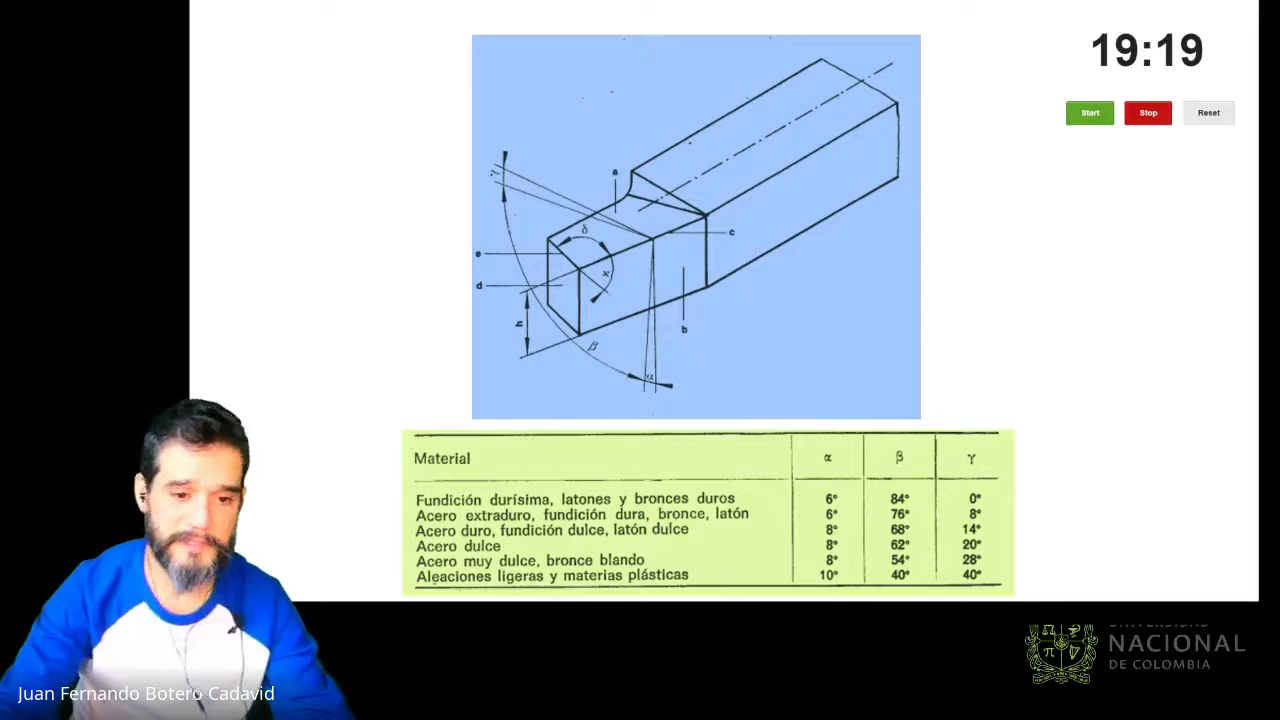 19:19
Start Stop Reset
a
γ
δ
c
e
x
d
h
b
β
α
Material α β γ
Fundición durísima, latones y bronces duros 6° 84° 0°
Acero extraduro, fundición dura, bronce, latón 6° 76° 8°
Acero duro, fundición dulce, latón dulce 8° 68° 14°
Acero dulce 8° 62° 20°
Acero muy dulce, bronce blando 8° 54° 28°
Aleaciones ligeras y materias plásticas 10° 40° 40°
UNIVERSIDAD
NACIONAL
DE COLOMBIA
Juan Fernando Botero Cadavid